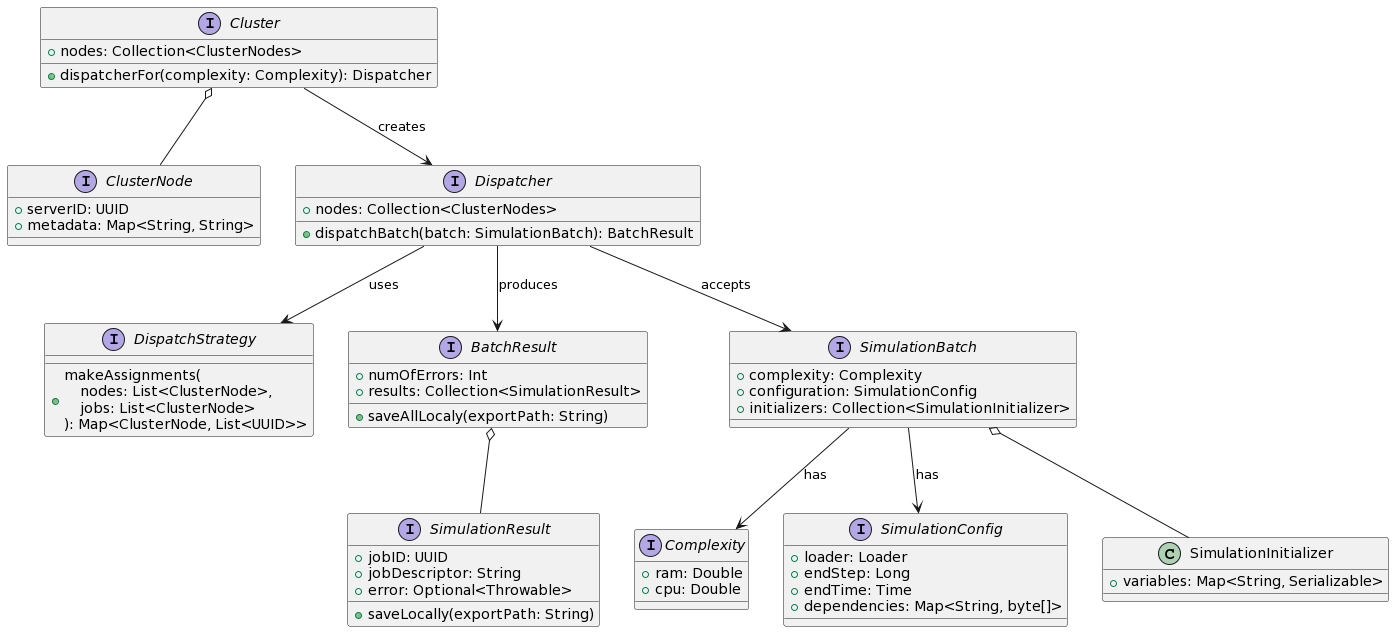 I Cluster
nodes: Collection<ClusterNodes>
dispatcherFor(complexity: Complexity): Dispatcher
creates
I ClusterNode
serverID: UUID
metadata: Map<String, String>
I Dispatcher
nodes: Collection<ClusterNodes>
dispatchBatch(batch: SimulationBatch): BatchResult
uses
produces
accepts
I DispatchStrategy
makeAssignments(
nodes: List<ClusterNode>,
jobs: List<ClusterNode>
): Map<ClusterNode, List<UUID>>
I BatchResult
numOfErrors: Int
results: Collection<SimulationResult>
saveAllLocaly(exportPath: String)
I SimulationBatch
complexity: Complexity
configuration: SimulationConfig
initializers: Collection<SimulationInitializer>
has
has
I SimulationResult
jobID: UUID
jobDescriptor: String
error: Optional<Throwable>
saveLocally(exportPath: String)
I Complexity
ram: Double
cpu: Double
I SimulationConfig
loader: Loader
endStep: Long
endTime: Time
dependencies: Map<String, byte[]>
C SimulationInitializer
variables: Map<String, Serializable>